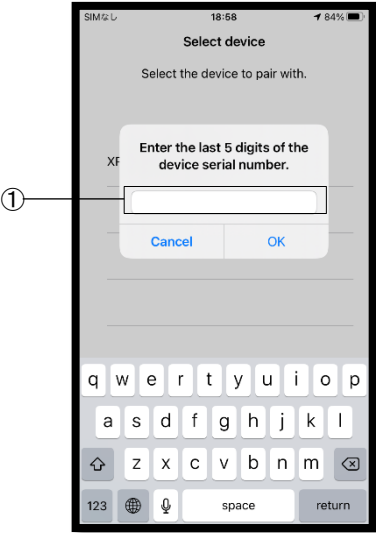 SIMなし 18:58 84%
Select device
Select the device to pair with.
Enter the last 5 digits of the
XP device serial number.
①
Cancel OK
q w e r t y u i o p
a s d f g h j k l
z x c v b n m
123 space return